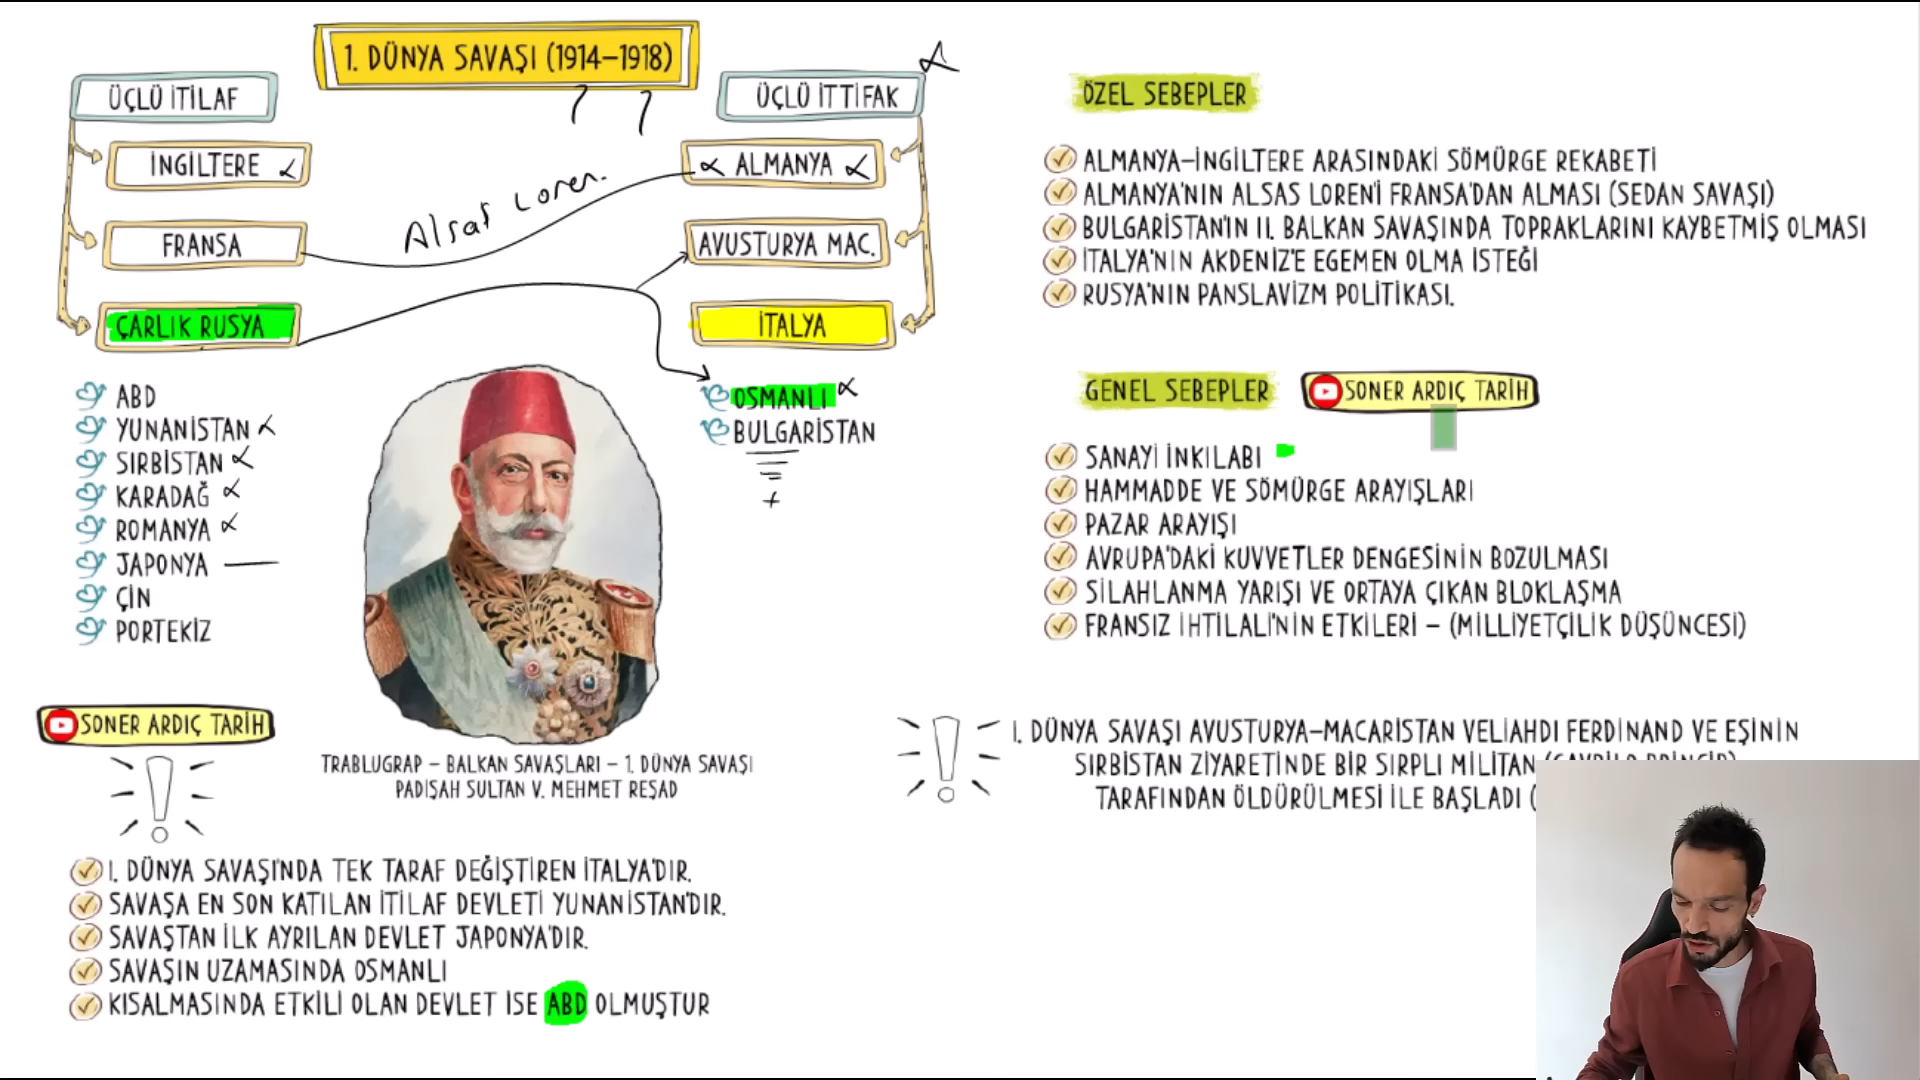 1. DÜNYA SAVAŞI (1914–1918)
ÜÇLÜ İTİLAF
İNGİLTERE
FRANSA
ÇARLIK RUSYA
ABD
YUNANİSTAN
SIRBİSTAN
KARADAĞ
ROMANYA
JAPONYA
ÇİN
PORTEKİZ
Alsas Loren.
ÜÇLÜ İTTİFAK
ALMANYA
AVUSTURYA MAC.
İTALYA
OSMANLI
BULGARİSTAN
TRABLUGRAP – BALKAN SAVAŞLARI – 1. DÜNYA SAVAŞI
PADİŞAH SULTAN V. MEHMET REŞAD
SONER ARDIÇ TARİH
I. DÜNYA SAVAŞI'NDA TEK TARAF DEĞİŞTİREN İTALYA'DIR.
SAVAŞA EN SON KATILAN İTİLAF DEVLETİ YUNANİSTAN'DIR.
SAVAŞTAN İLK AYRILAN DEVLET JAPONYA'DIR.
SAVAŞIN UZAMASINDA OSMANLI
KISALMASINDA ETKİLİ OLAN DEVLET İSE ABD OLMUŞTUR
ÖZEL SEBEPLER
ALMANYA–İNGİLTERE ARASINDAKİ SÖMÜRGE REKABETİ
ALMANYA'NIN ALSAS LOREN'İ FRANSA'DAN ALMASI (SEDAN SAVAŞI)
BULGARİSTAN'IN II. BALKAN SAVAŞINDA TOPRAKLARINI KAYBETMİŞ OLMASI
İTALYA'NIN AKDENİZ'E EGEMEN OLMA İSTEĞİ
RUSYA'NIN PANSLAVİZM POLİTİKASI.
GENEL SEBEPLER
SONER ARDIÇ TARİH
SANAYİ İNKILABI
HAMMADDE VE SÖMÜRGE ARAYIŞLARI
PAZAR ARAYIŞI
AVRUPA'DAKİ KUVVETLER DENGESİNİN BOZULMASI
SİLAHLANMA YARIŞI VE ORTAYA ÇIKAN BLOKLAŞMA
FRANSIZ İHTİLALİ'NİN ETKİLERİ – (MİLLİYETÇİLİK DÜŞÜNCESİ)
I. DÜNYA SAVAŞI AVUSTURYA–MACARİSTAN VELİAHDI FERDİNAND VE EŞİNİN
SIRBİSTAN ZİYARETİNDE BİR SIRPLI MİLİTAN
TARAFINDAN ÖLDÜRÜLMESİ İLE BAŞLADI (